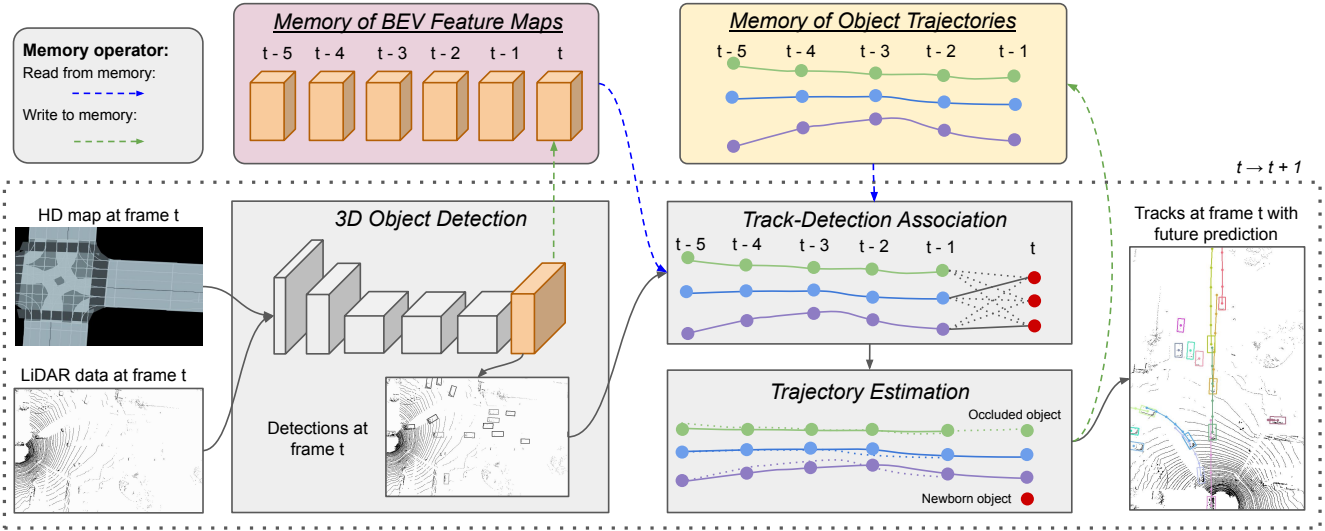 Memory operator:
Read from memory:
Write to memory:
Memory of BEV Feature Maps
t - 5 t - 4 t - 3 t - 2 t - 1 t
Memory of Object Trajectories
t - 5 t - 4 t - 3 t - 2 t - 1
t → t + 1
HD map at frame t
LiDAR data at frame t
3D Object Detection
Detections at
frame t
Track-Detection Association
t - 5 t - 4 t - 3 t - 2 t - 1 t
Trajectory Estimation
Occluded object
Newborn object
Tracks at frame t with
future prediction